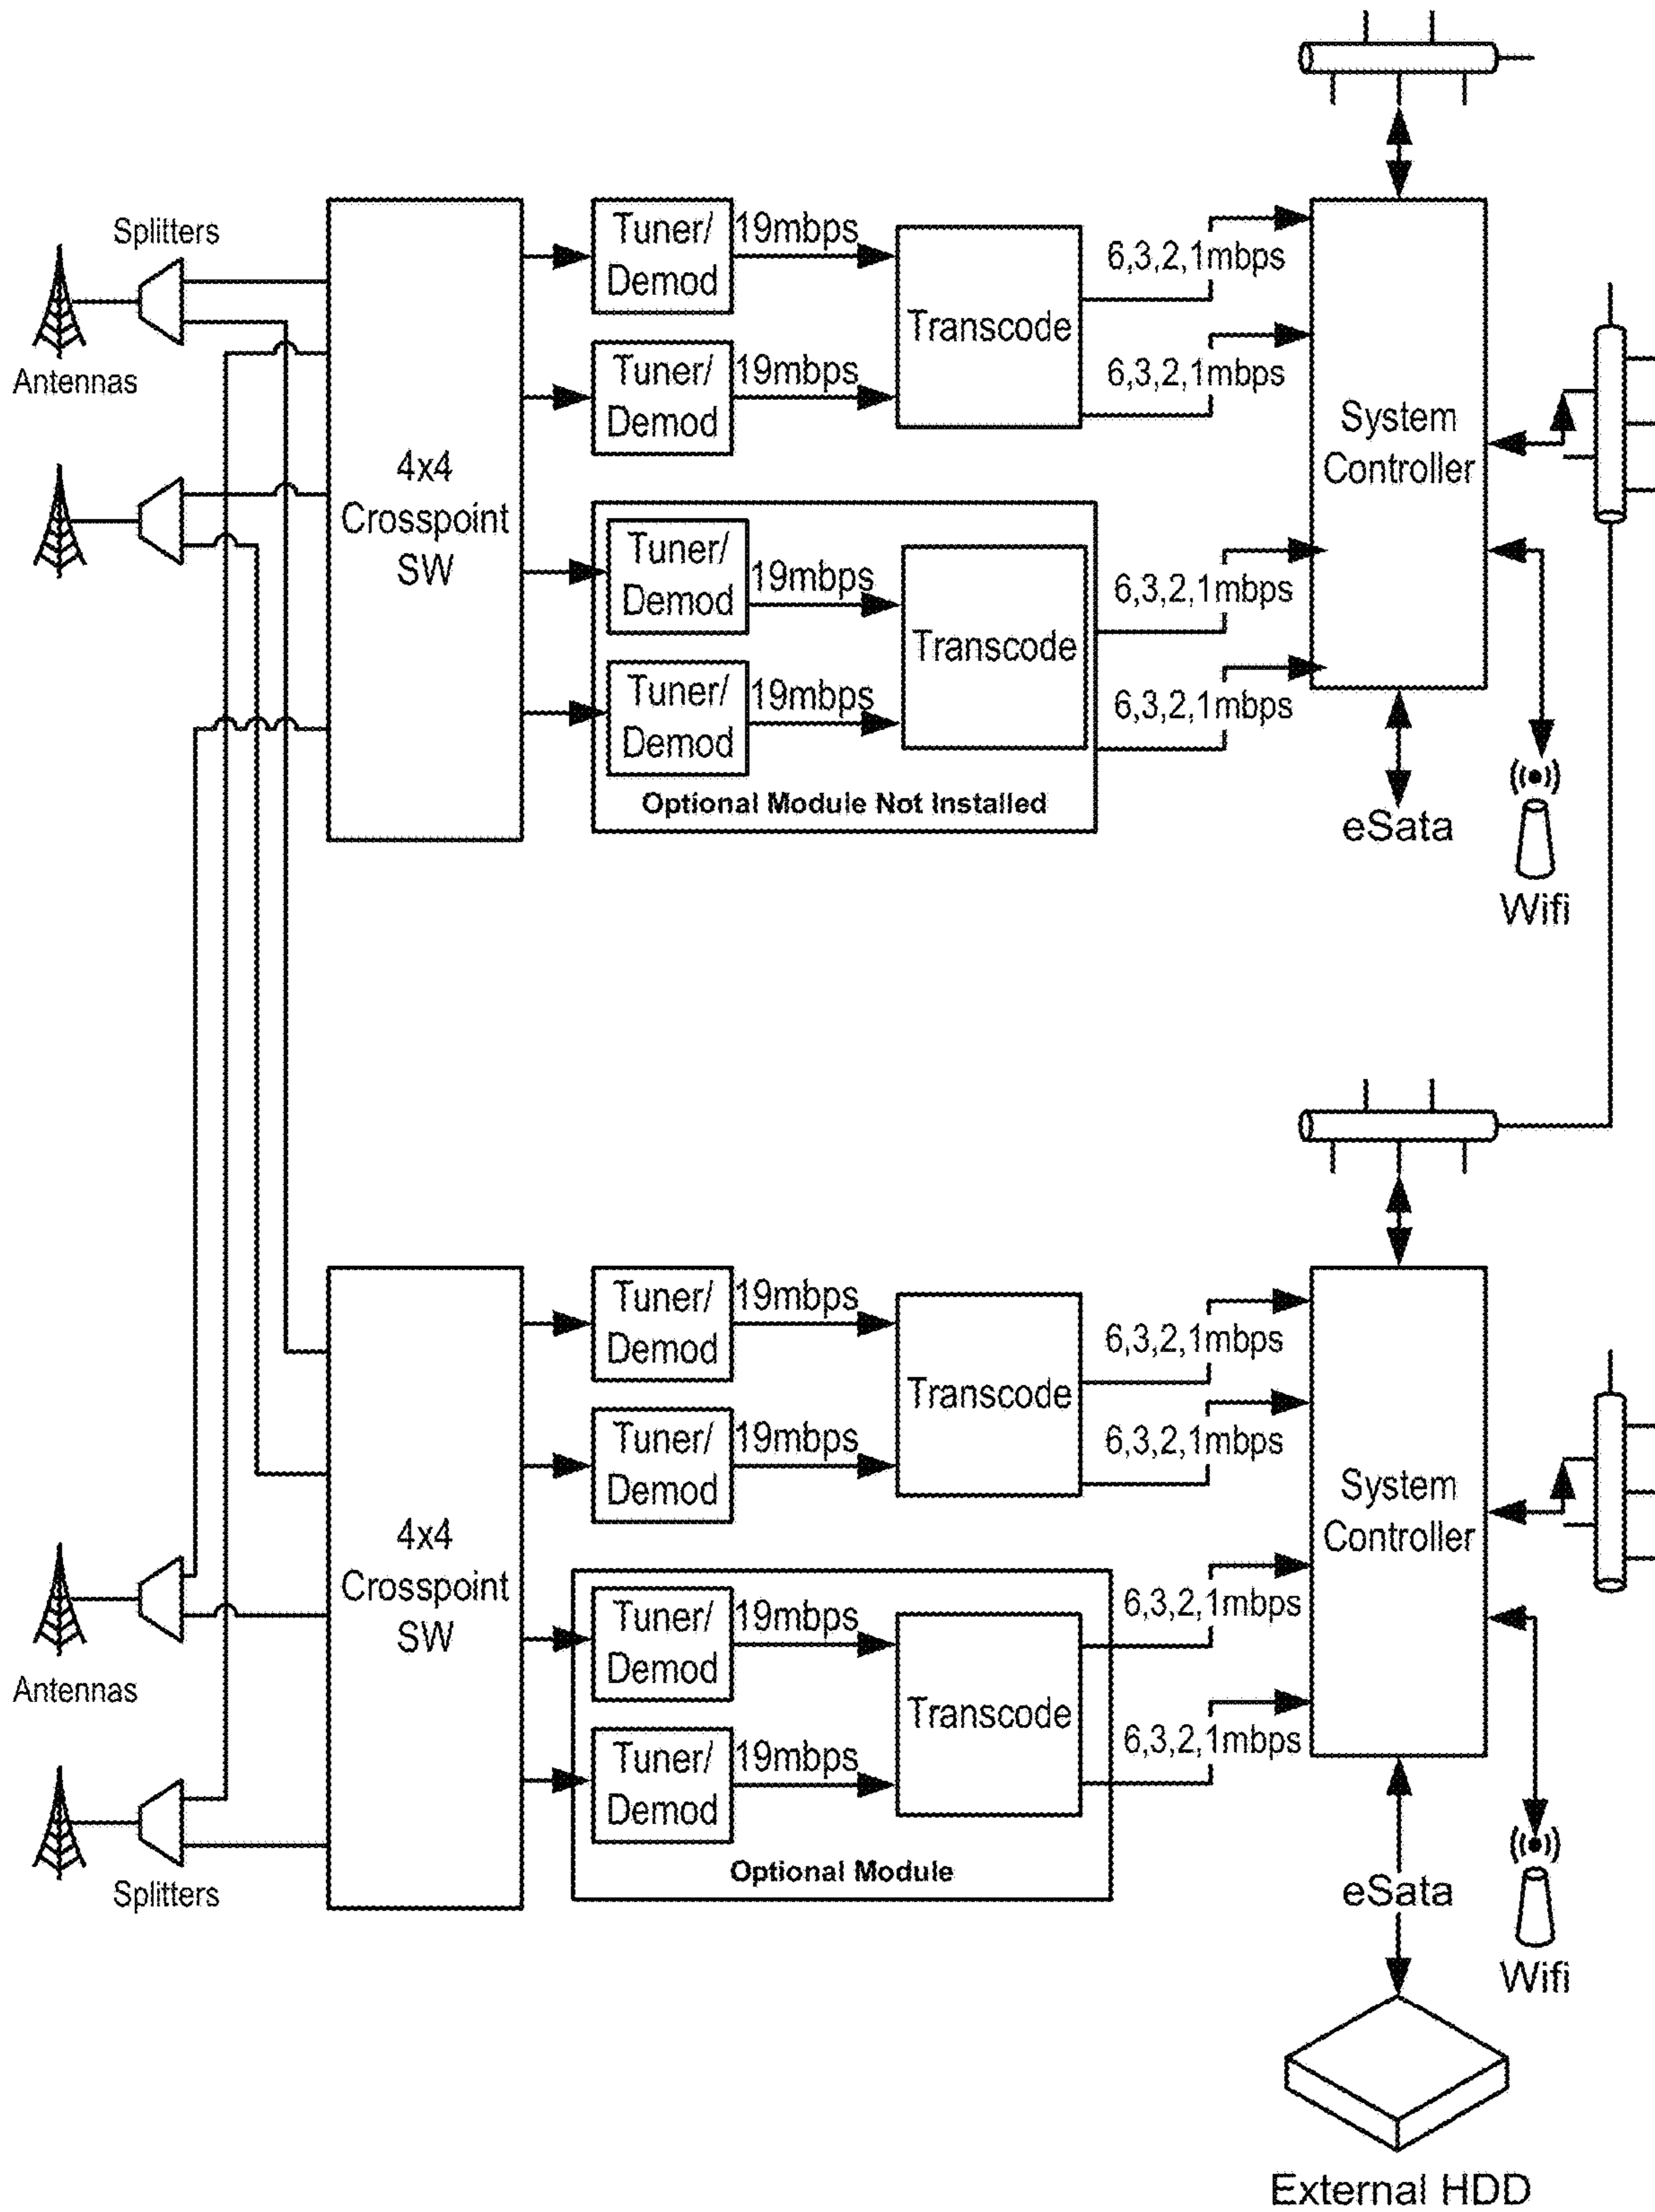 Splitters
Antennas
4x4
Crosspoint
SW
Tuner/
Demod
19mbps
Tuner/
Demod
19mbps
Transcode
6,3,2,1mbps
6,3,2,1mbps
Tuner/
Demod
19mbps
Tuner/
Demod
19mbps
Transcode
Optional Module Not Installed
6,3,2,1mbps
6,3,2,1mbps
System
Controller
eSata
Wifi
4x4
Crosspoint
SW
Antennas
Splitters
Tuner/
Demod
19mbps
Tuner/
Demod
19mbps
Transcode
6,3,2,1mbps
6,3,2,1mbps
Tuner/
Demod
19mbps
Tuner/
Demod
19mbps
Transcode
Optional Module
6,3,2,1mbps
6,3,2,1mbps
System
Controller
eSata
Wifi
External HDD